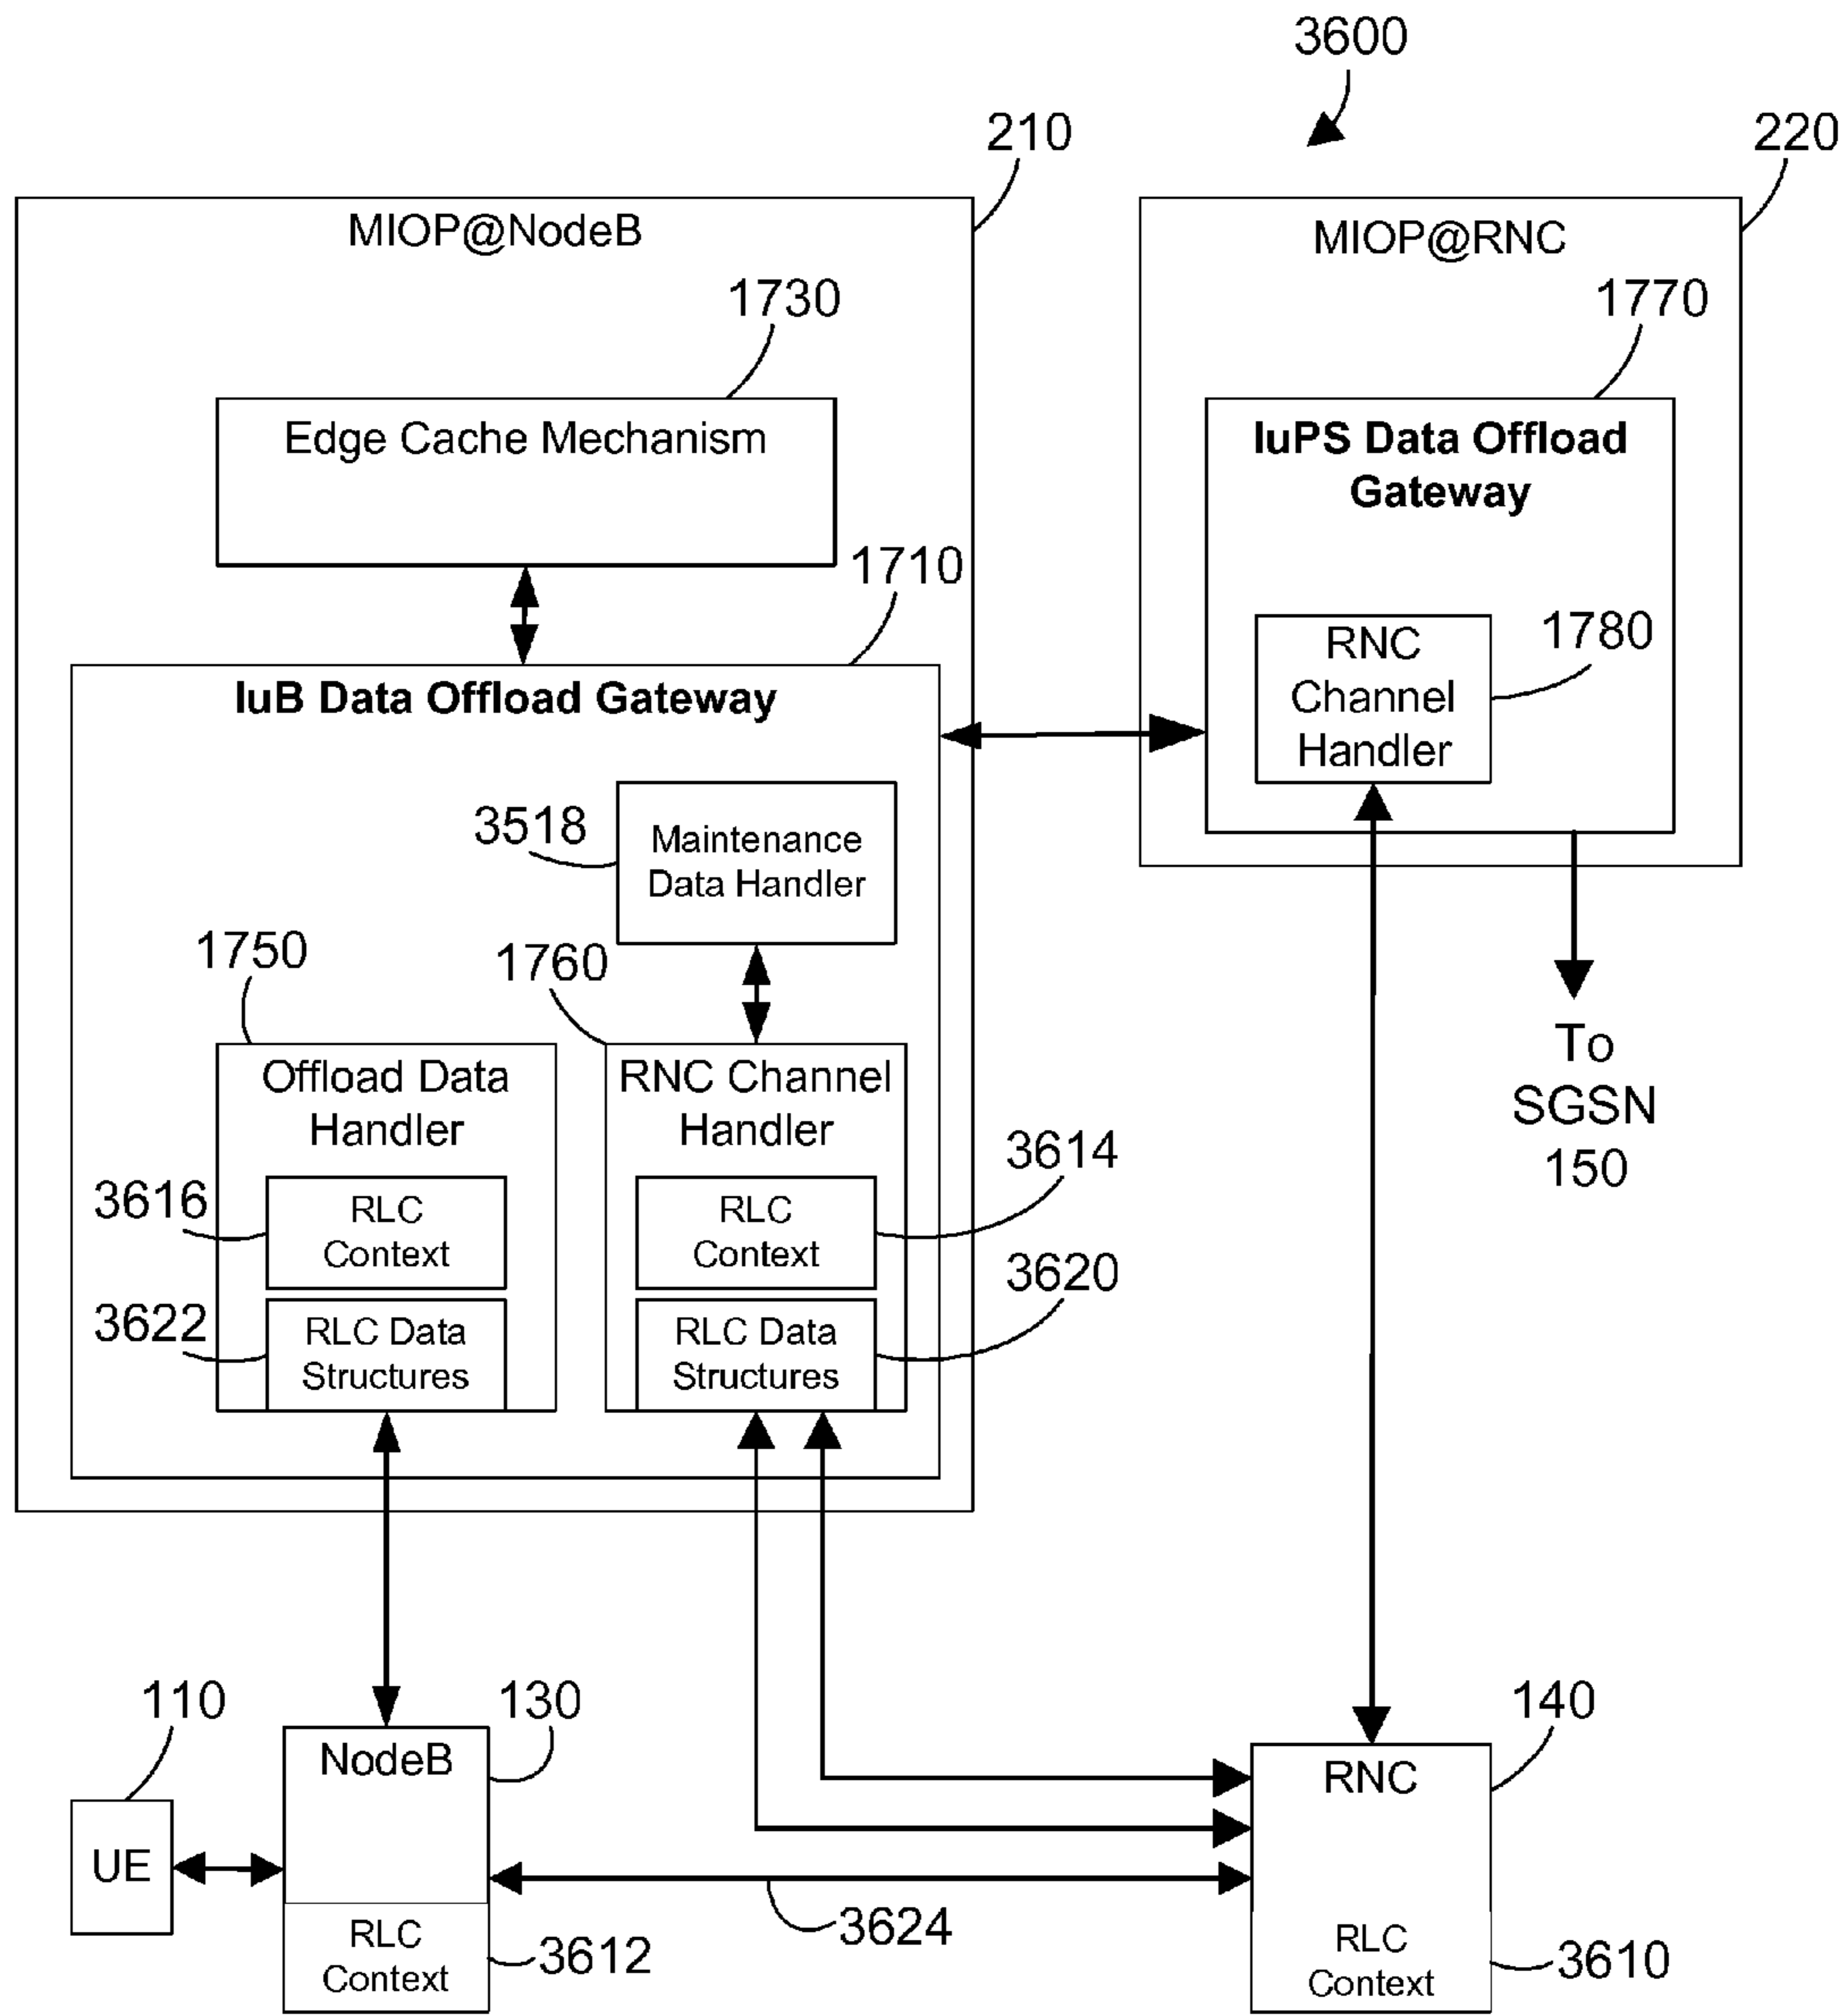 3600
210
220
MIOP@NodeB
MIOP@RNC
1730
1770
Edge Cache Mechanism
IuPS Data Offload
Gateway
1710
RNC
Channel
Handler
1780
IuB Data Offload Gateway
3518
Maintenance
Data Handler
1750
1760
To
SGSN
150
Offload Data
Handler
RNC Channel
Handler
3614
3616
RLC
Context
RLC
Context
3620
3622
RLC Data
Structures
RLC Data
Structures
110
130
140
NodeB
RNC
UE
3624
RLC
Context
3612
RLC
Context
3610